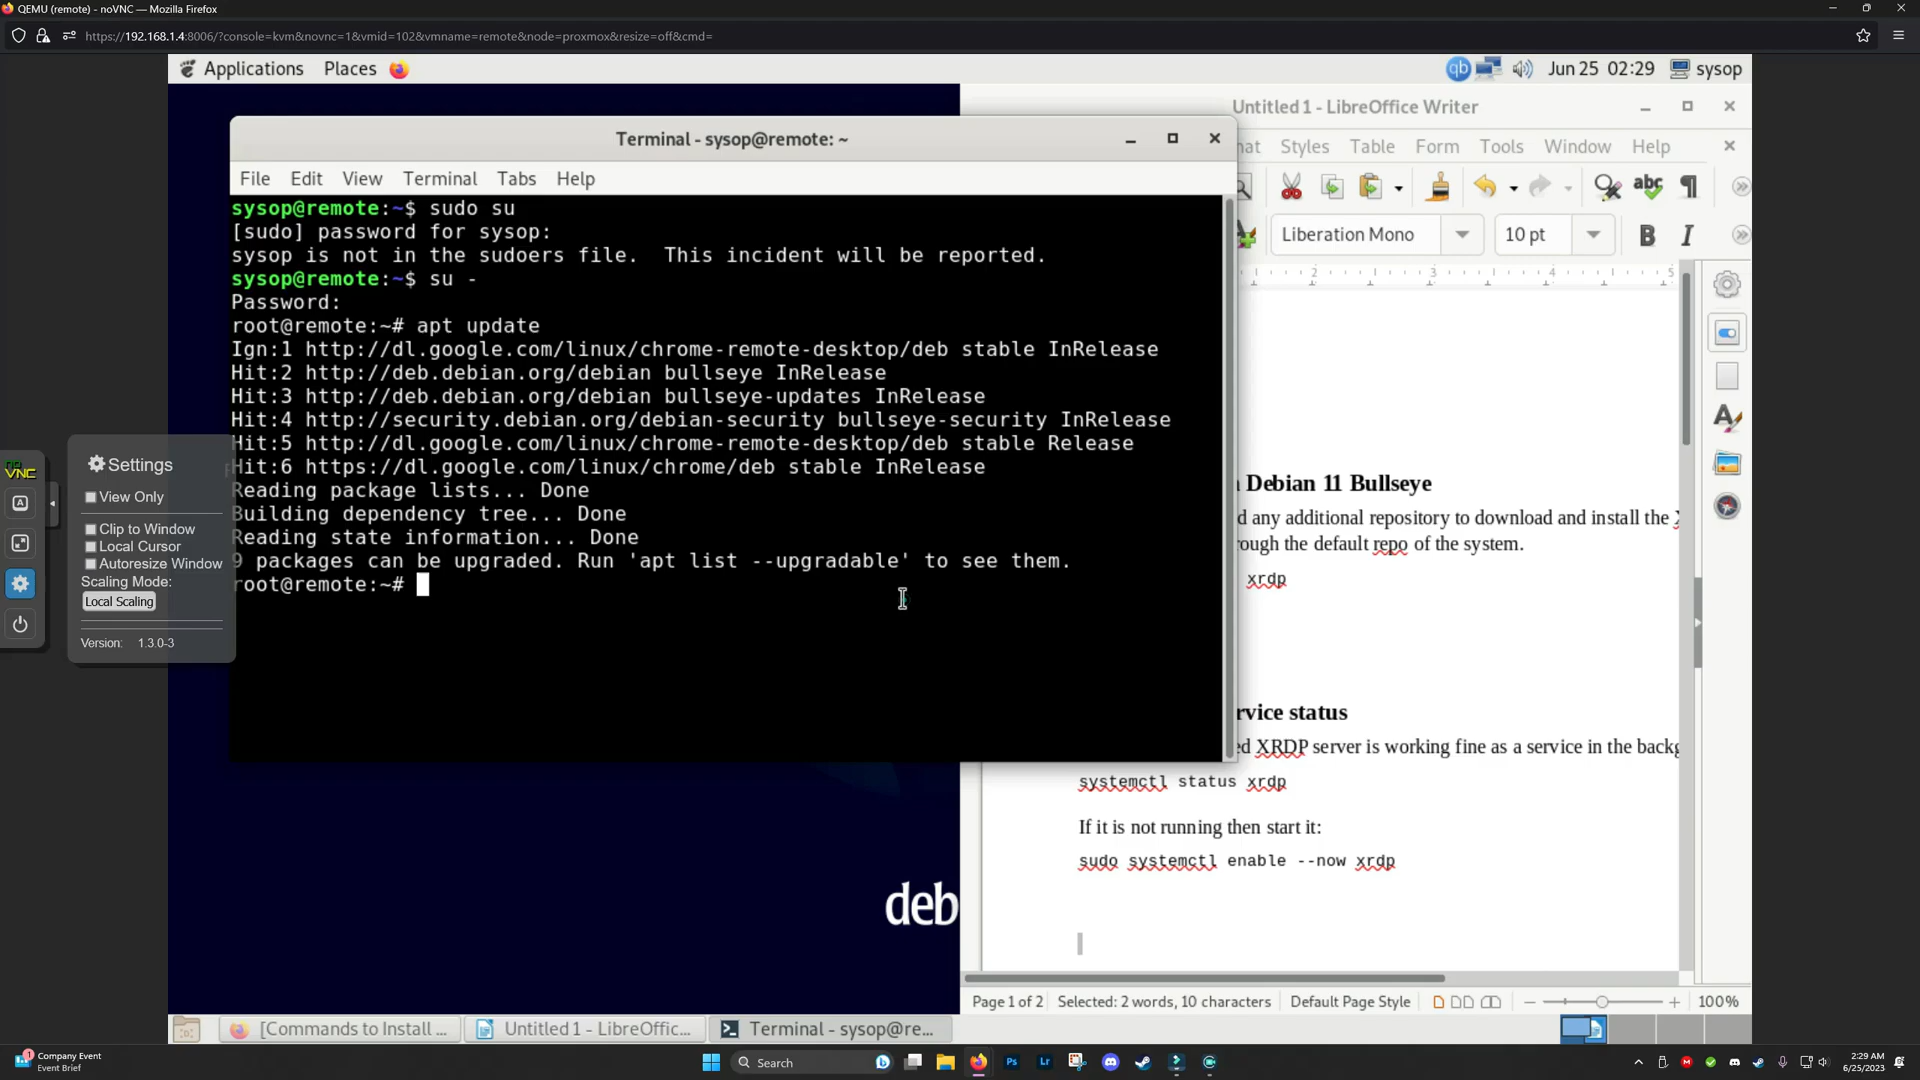 QEMU (remote) - noVNC — Mozilla Firefox
https://192.168.1.4:8006/?console=kvm&novnc=1&vmid=102&vmname=remote&node=proxmox&resize=off&cmd=
Applications Places
qb Jun 25 02:29 sysop
Untitled 1 - LibreOffice Writer
Styles Table Form Tools Window Help
Liberation Mono 10 pt B I
2 3 4 5
Terminal - sysop@remote: ~
File Edit View Terminal Tabs Help
sysop@remote:~$ sudo su
[sudo] password for sysop:
sysop is not in the sudoers file.  This incident will be reported.
sysop@remote:~$ su -
Password:
root@remote:~# apt update
Ign:1 http://dl.google.com/linux/chrome-remote-desktop/deb stable InRelease
Hit:2 http://deb.debian.org/debian bullseye InRelease
Hit:3 http://deb.debian.org/debian bullseye-updates InRelease
Hit:4 http://security.debian.org/debian-security bullseye-security InRelease
Hit:5 http://dl.google.com/linux/chrome-remote-desktop/deb stable Release
Hit:6 https://dl.google.com/linux/chrome/deb stable InRelease
Reading package lists... Done
Building dependency tree... Done
Reading state information... Done
9 packages can be upgraded. Run 'apt list --upgradable' to see them.
root@remote:~#
noVNC
Settings
View Only
Clip to Window
Local Cursor
Autoresize Window
Scaling Mode:
Local Scaling
Version: 1.3.0-3
Debian 11 Bullseye
d any additional repository to download and install the
rough the default repo of the system.
xrdp
rvice status
ed XRDP server is working fine as a service in the backg
systemctl status xrdp
If it is not running then start it:
sudo systemctl enable --now xrdp
deb
Page 1 of 2 Selected: 2 words, 10 characters Default Page Style 100%
[Commands to Install ... Untitled 1 - LibreOffic... Terminal - sysop@re...
1 Company Event
Event Brief
Search
Ps Lr
2:29 AM
6/25/2023